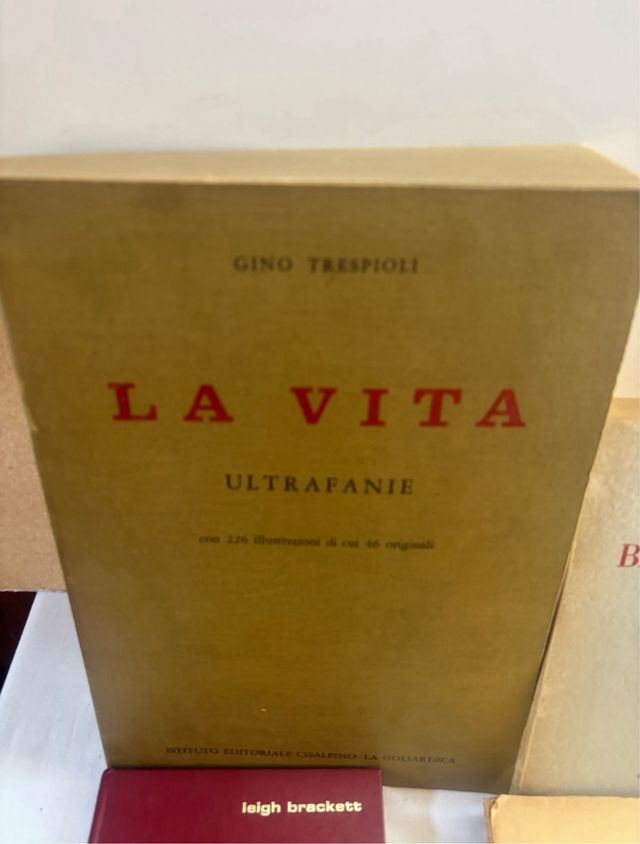 GINO TRESPIOLI
LA VITA
ULTRAFANIE
con 226 illustrazioni di cui 46 originali
ISTITUTO EDITORIALE CISALPINO-LA GOLIARDICA
leigh brackett